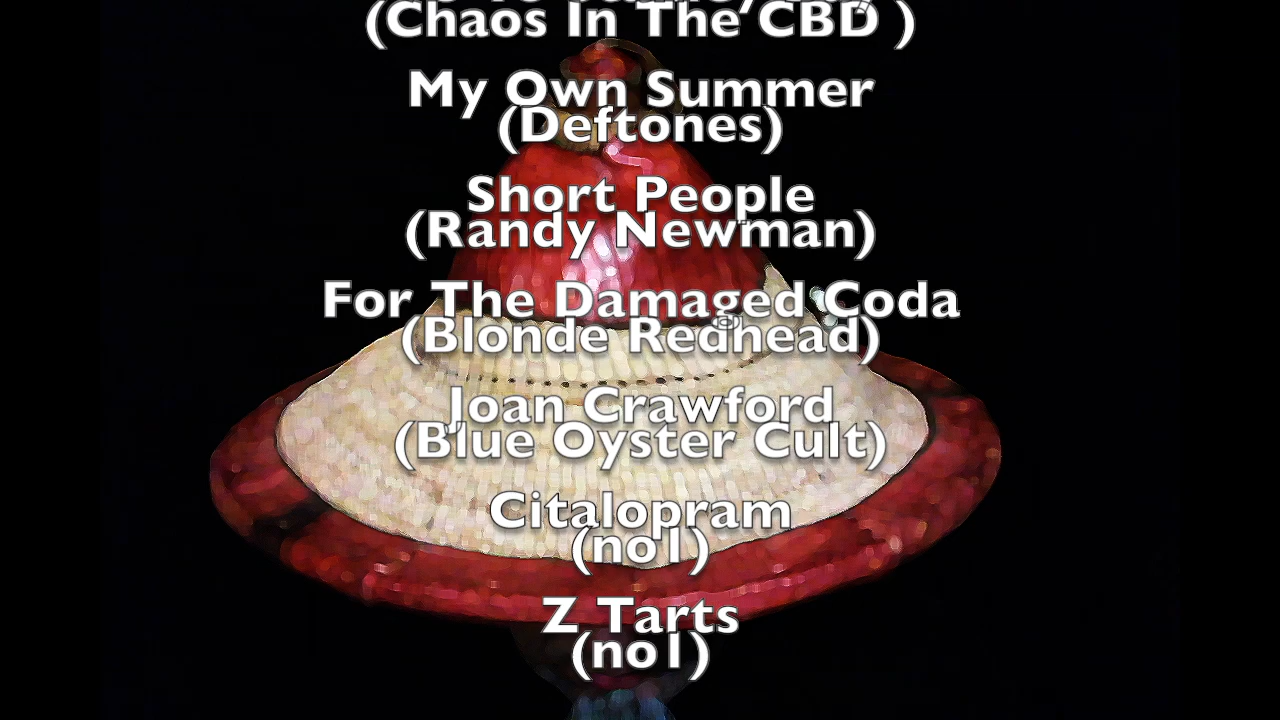 (Chaos In The CBD )
My Own Summer
(Deftones)
Short People
(Randy Newman)
For The Damaged Coda
(Blonde Redhead)
Joan Crawford
(Blue Oyster Cult)
Citalopram
(no1)
Z Tarts
(no1)